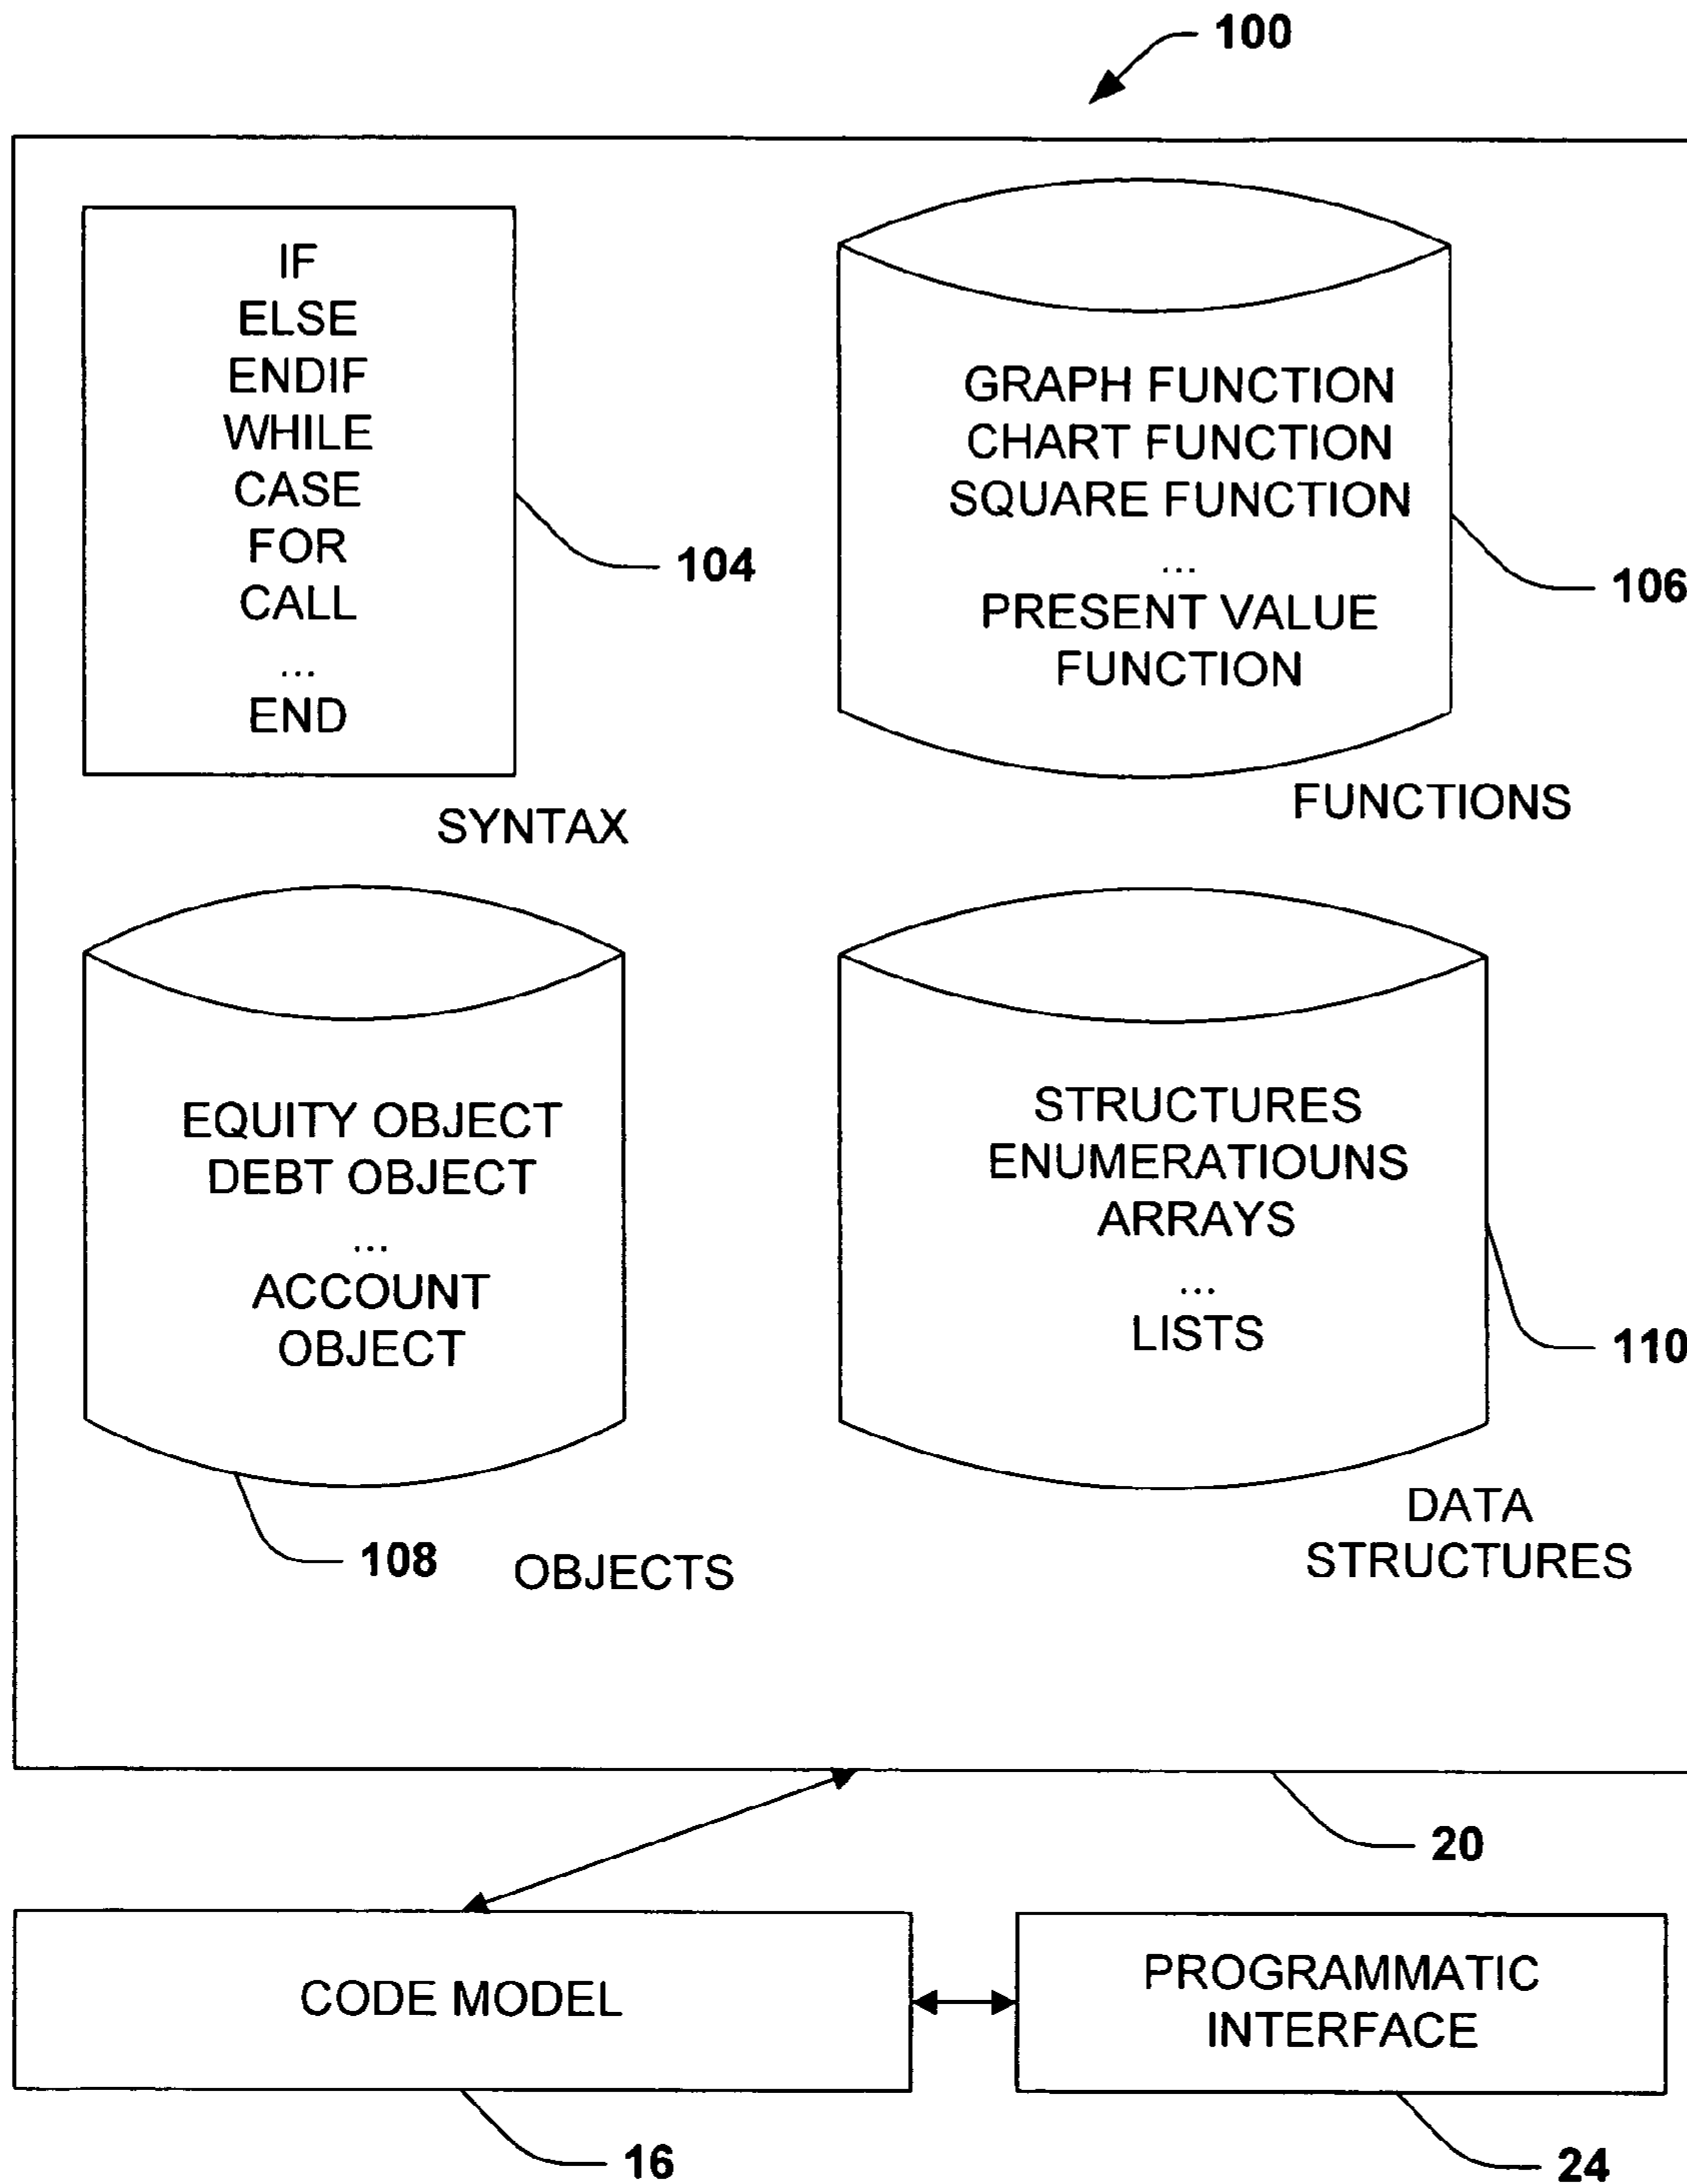 100
IF
ELSE
ENDIF
WHILE
CASE
FOR
CALL
...
END
104
SYNTAX
GRAPH FUNCTION
CHART FUNCTION
SQUARE FUNCTION
...
PRESENT VALUE
FUNCTION
106
FUNCTIONS
EQUITY OBJECT
DEBT OBJECT
...
ACCOUNT
OBJECT
108
OBJECTS
STRUCTURES
ENUMERATIOUNS
ARRAYS
...
LISTS
110
DATA
STRUCTURES
20
CODE MODEL
16
PROGRAMMATIC
INTERFACE
24